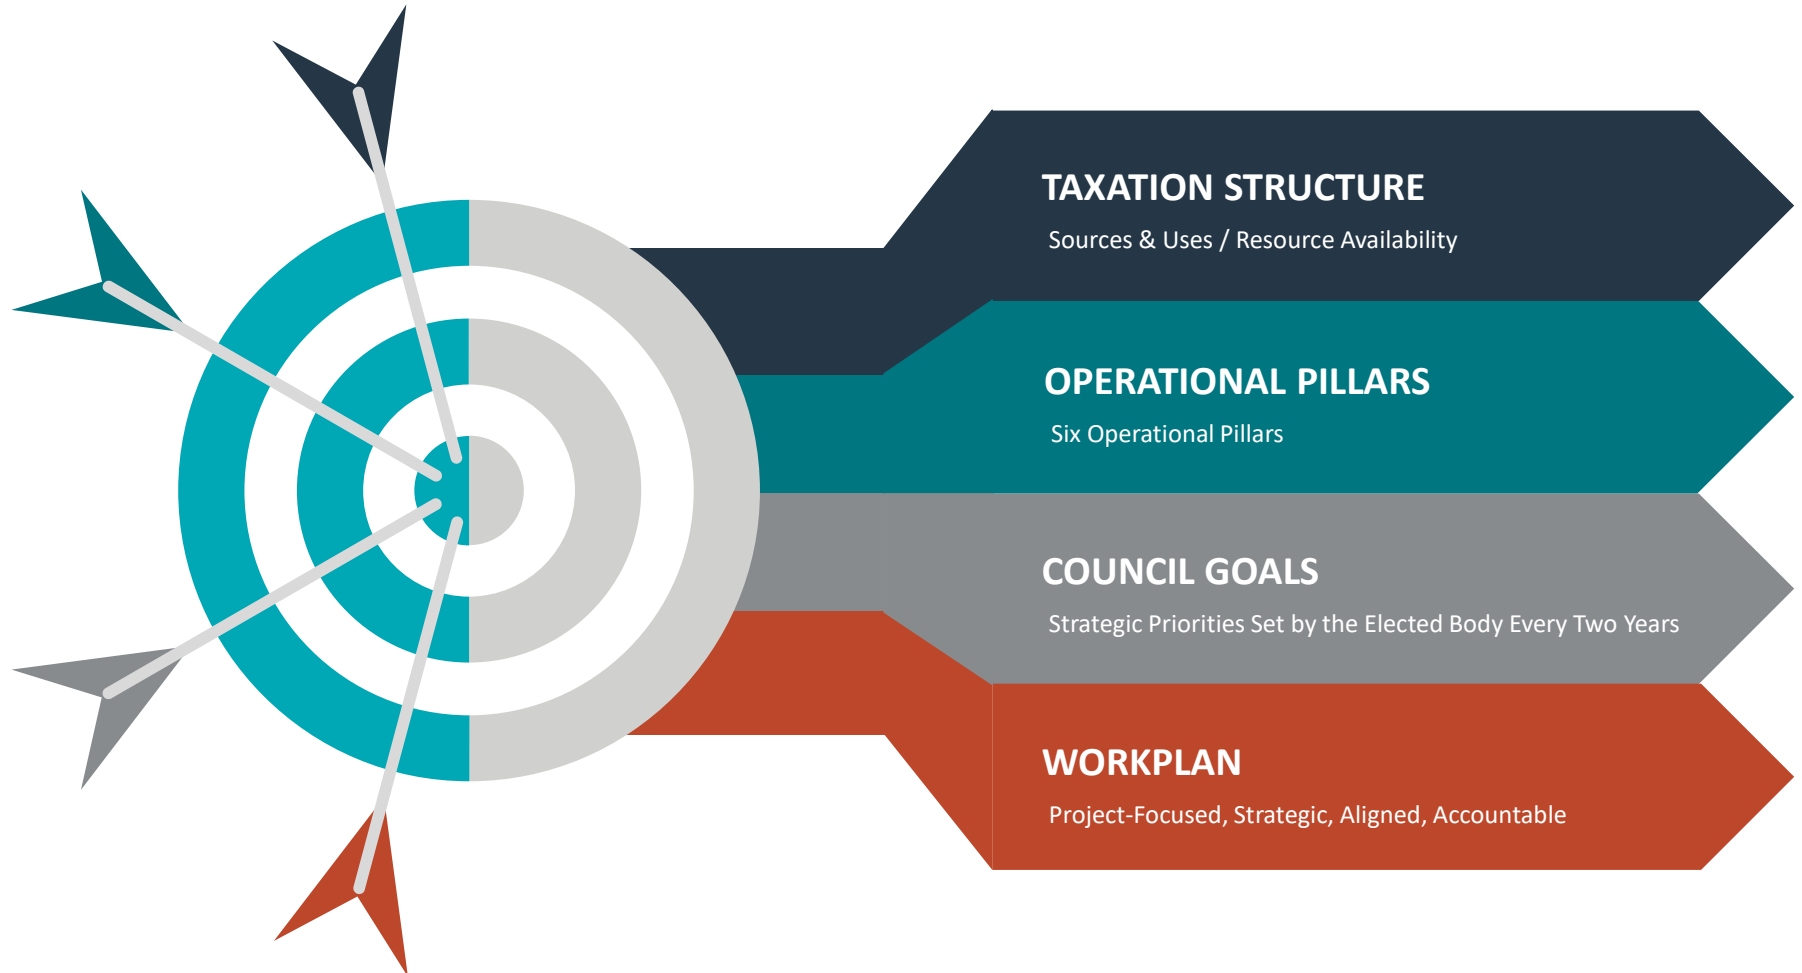 TAXATION STRUCTURE
Sources & Uses / Resource Availability
OPERATIONAL PILLARS
Six Operational Pillars
COUNCIL GOALS
Strategic Priorities Set by the Elected Body Every Two Years
WORKPLAN
Project-Focused, Strategic, Aligned, Accountable